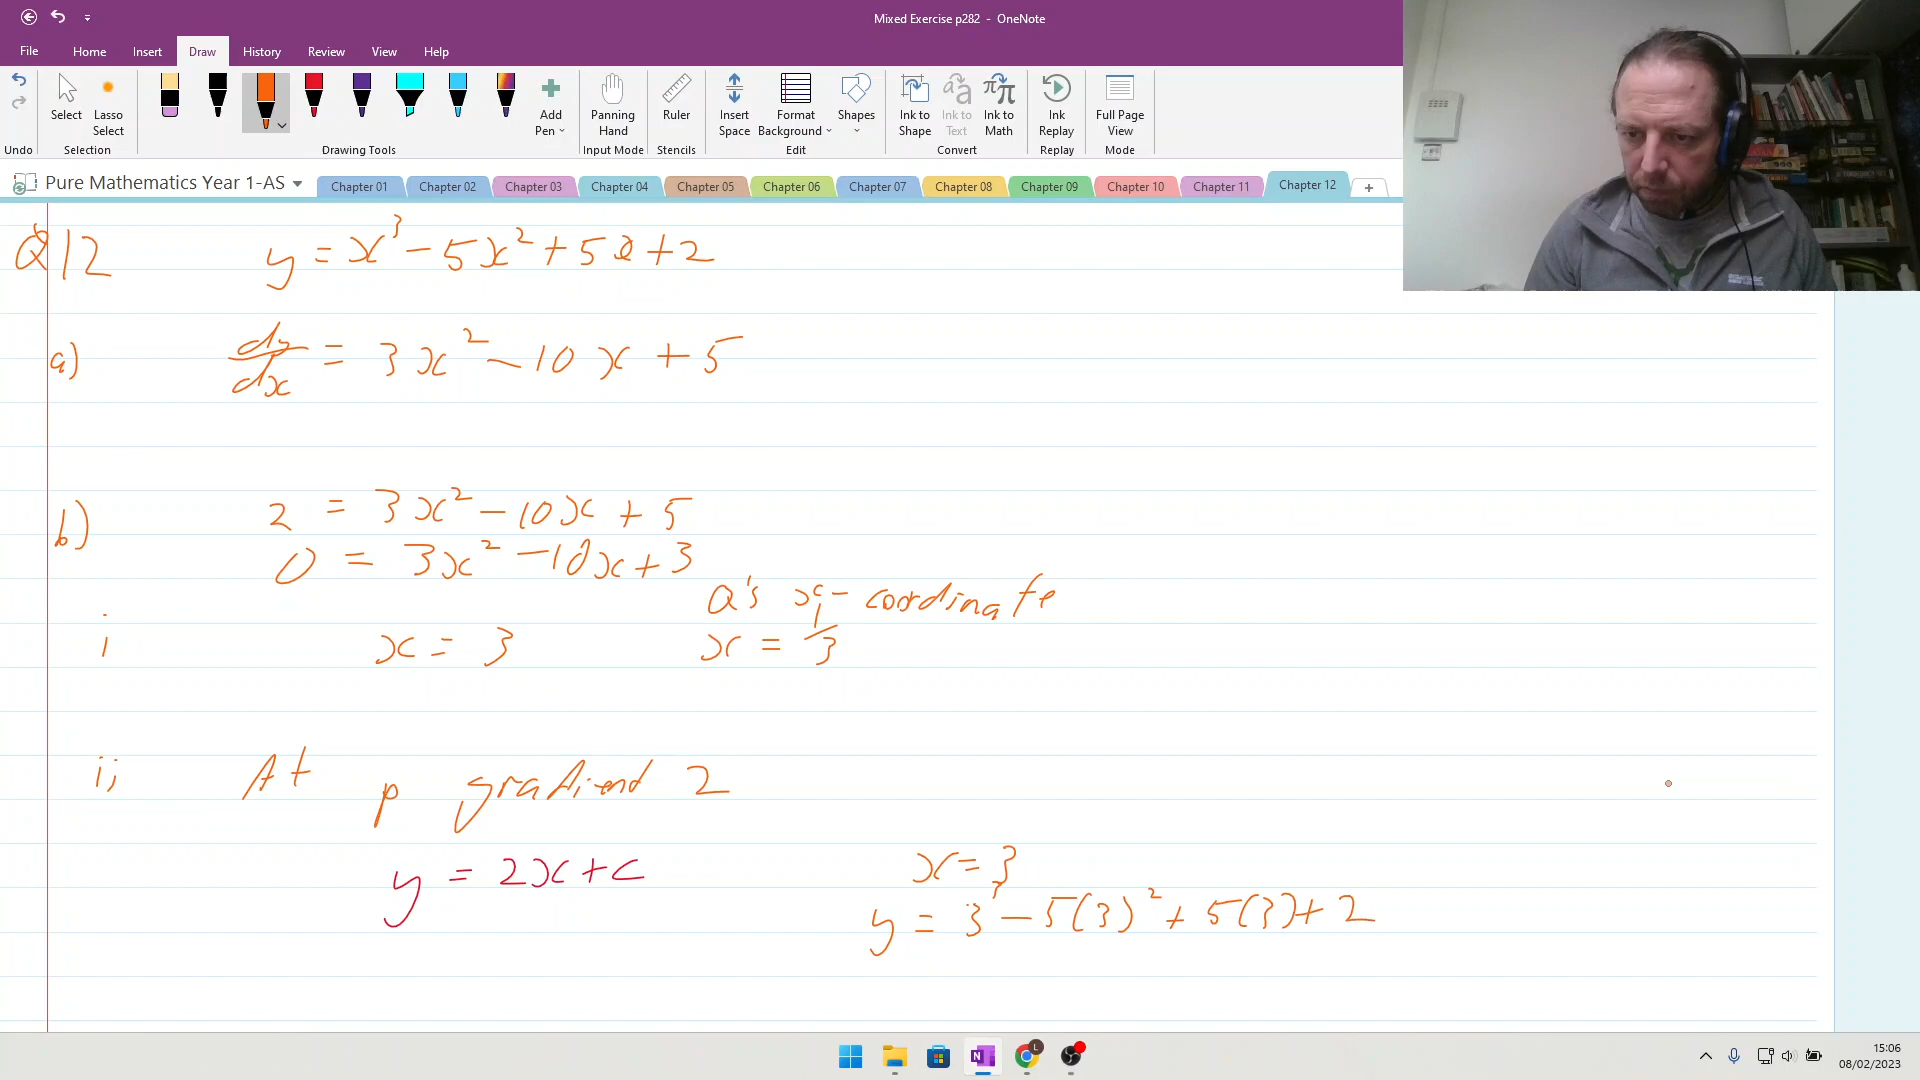 Mixed Exercise p282 - OneNote
File Home Insert Draw History Review View Help
Select Lasso Select Add Pen Panning Hand Ruler Insert Space Format Background Shapes Ink to Shape Ink to Text Ink to Math Ink Replay Full Page View
Undo Selection Drawing Tools Input Mode Stencils Edit Convert Replay Mode
Pure Mathematics Year 1-AS Chapter 01 Chapter 02 Chapter 03 Chapter 04 Chapter 05 Chapter 06 Chapter 07 Chapter 08 Chapter 09 Chapter 10 Chapter 11 Chapter 12 +
Q12 y = x³ - 5x² + 5x + 2
a) dy/dx = 3x² - 10x + 5
b) 2 = 3x² - 10x + 5
0 = 3x² - 10x + 3
Q's x-coordinate
i x = 3 x = 1/3
ii At p gradient 2
y = 2x + c x = 3
y = 3³ - 5(3)² + 5(3) + 2
L
N
15:06
08/02/2023